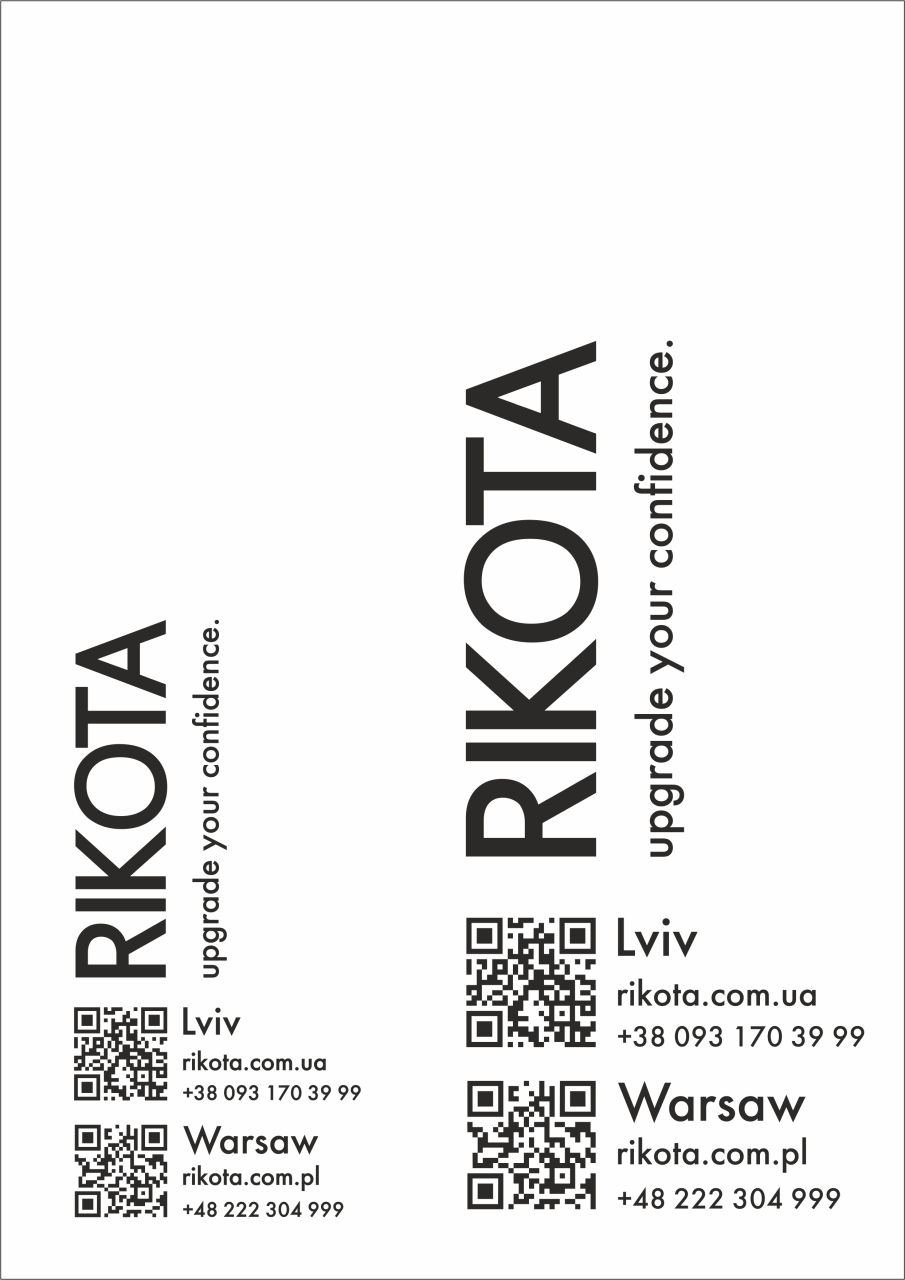 RIKOTA
upgrade your confidence.
Lviv
rikota.com.ua
+38 093 170 39 99
Warsaw
rikota.com.pl
+48 222 304 999
RIKOTA
upgrade your confidence.
Lviv
rikota.com.ua
+38 093 170 39 99
Warsaw
rikota.com.pl
+48 222 304 999